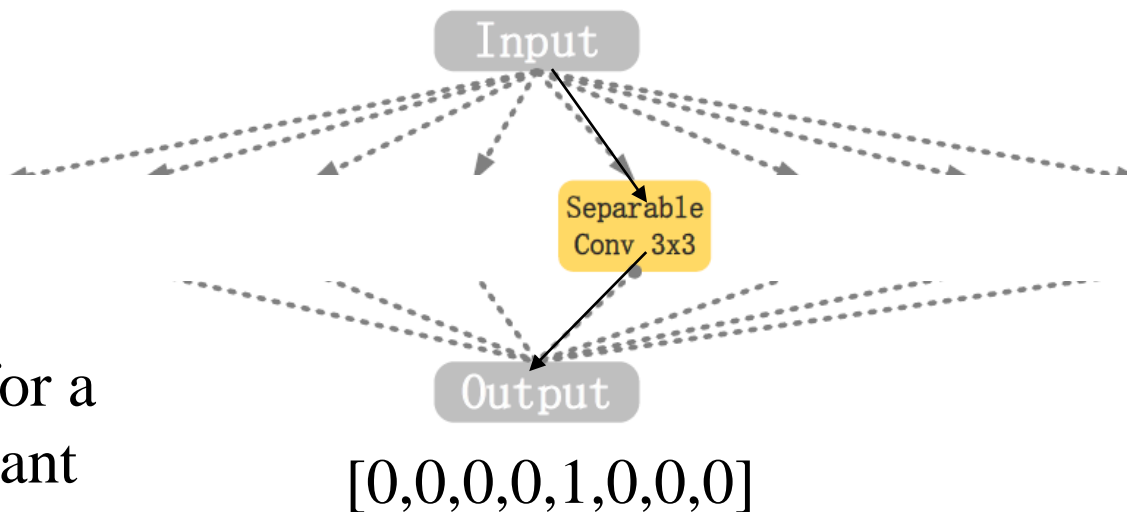 Input
Separable
Conv 3x3
Output
or a
ant
[0,0,0,0,1,0,0,0]